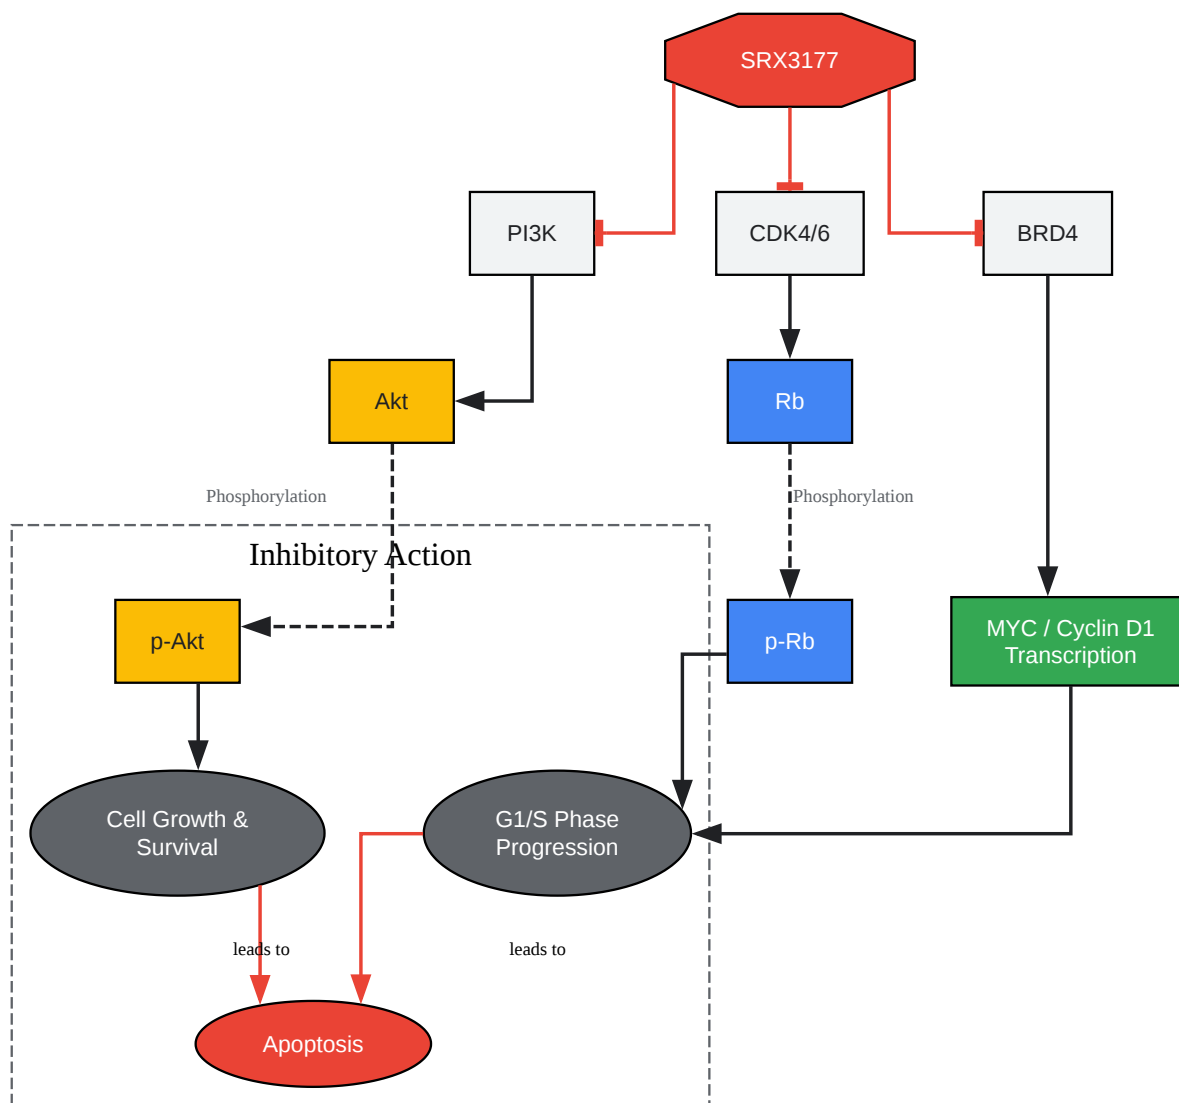 SRX3177
PI3K
CDK4/6
BRD4
Akt
Rb
Phosphorylation
Phosphorylation
Inhibitory Action
p-Akt
p-Rb
MYC / Cyclin D1
Transcription
Cell Growth &
Survival
G1/S Phase
Progression
leads to
leads to
Apoptosis